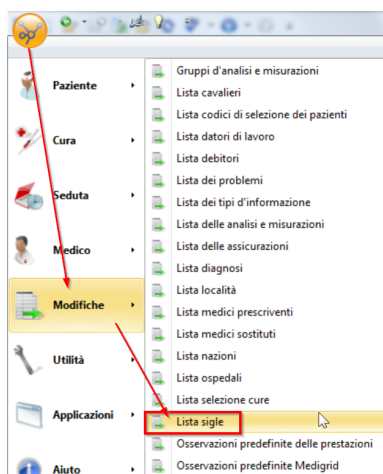 Paziente
Cura
Seduta
Medico
Modifiche
Utilità
Applicazioni
Aiuto
Gruppi d'analisi e misurazioni
Lista cavalieri
Lista codici di selezione dei pazienti
Lista datori di lavoro
Lista debitori
Lista dei problemi
Lista dei tipi d'informazione
Lista delle analisi e misurazioni
Lista delle assicurazioni
Lista diagnosi
Lista località
Lista medici prescriventi
Lista medici sostituti
Lista nazioni
Lista ospedali
Lista selezione cure
Lista sigle
Osservazioni predefinite delle prestazioni
Osservazioni predefinite Medigrid